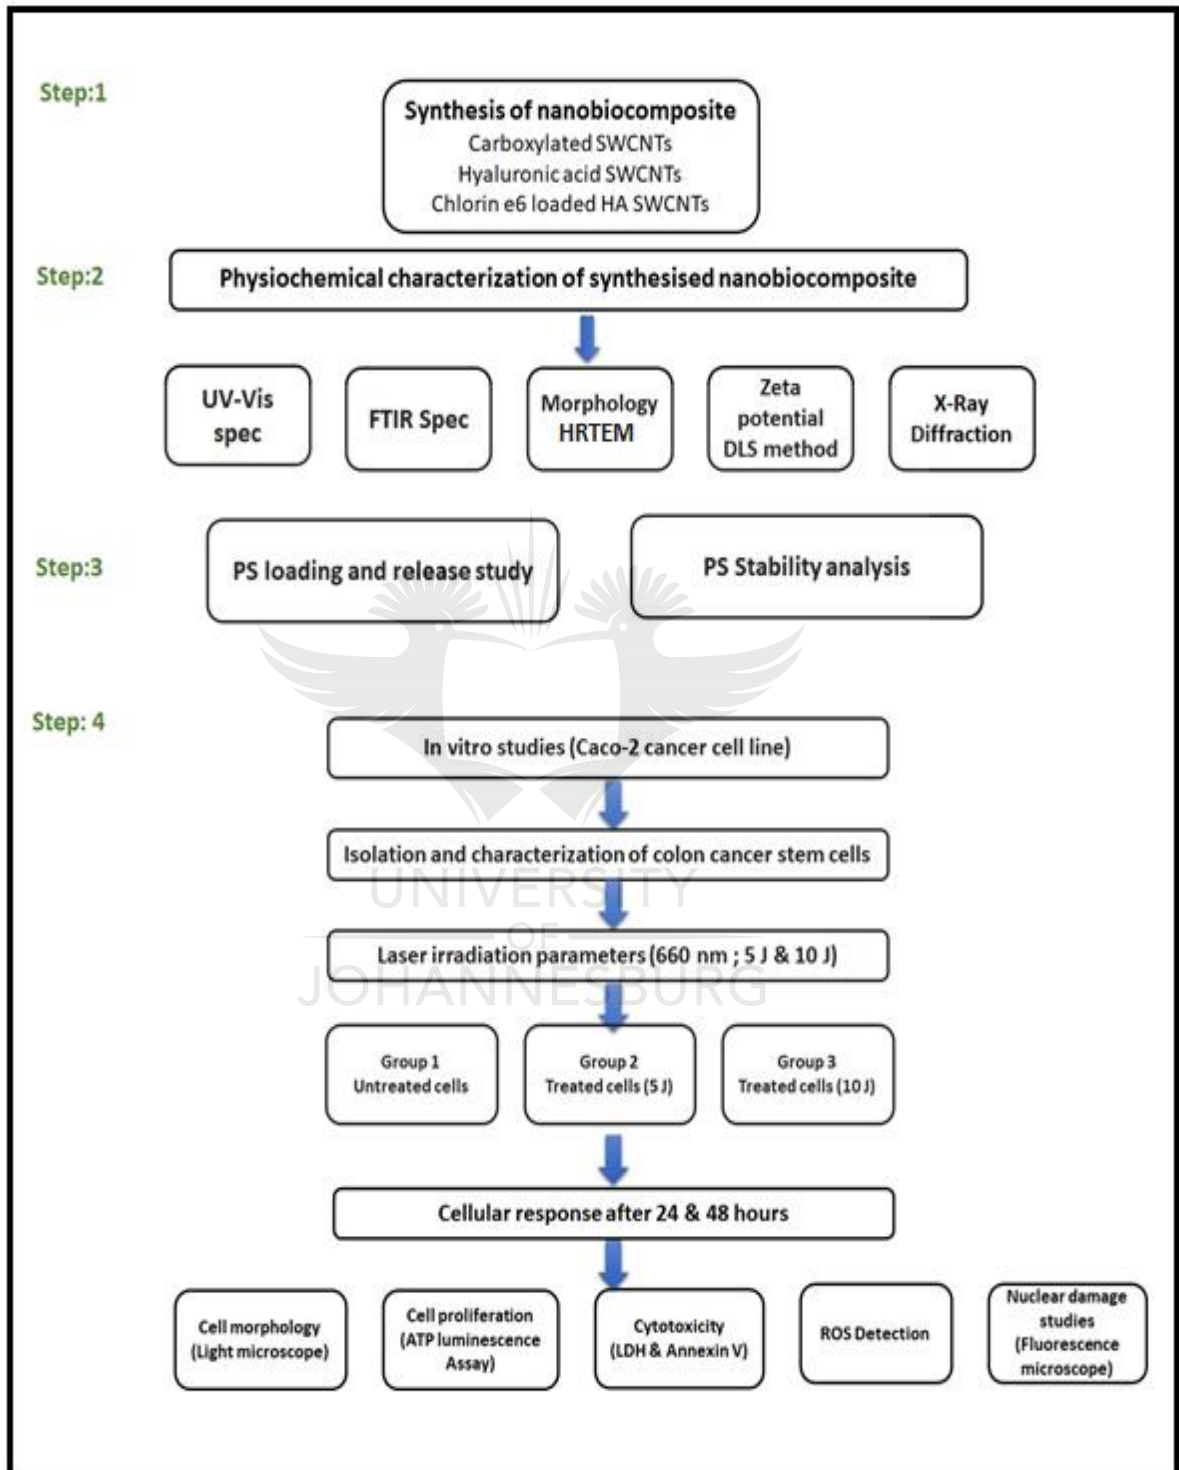 Step:1
Synthesis of nanobiocomposite
Carboxylated SWCNTs
Hyaluronic acid SWCNTs
Chlorin e6 loaded HA SWCNTs
Step:2
Physiochemical characterization of synthesised nanobiocomposite
UV-Vis
spec
FTIR Spec
Morphology
HRTEM
Zeta
potential
DLS method
X-Ray
Diffraction
Step:3
PS loading and release study
PS Stability analysis
Step: 4
In vitro studies (Caco-2 cancer cell line)
Isolation and characterization of colon cancer stem cells
UNIVERSITY
OF
Laser irradiation parameters (660 nm ; 5 J & 10 J)
JOHANNESBURG
Group 1
Untreated cells
Group 2
Treated cells (5 J)
Group 3
Treated cells (10 J)
Cellular response after 24 & 48 hours
Cell morphology
(Light microscope)
Cell proliferation
(ATP luminescence
Assay)
Cytotoxicity
(LDH & Annexin V)
ROS Detection
Nuclear damage
studies
(Fluorescence
microscope)